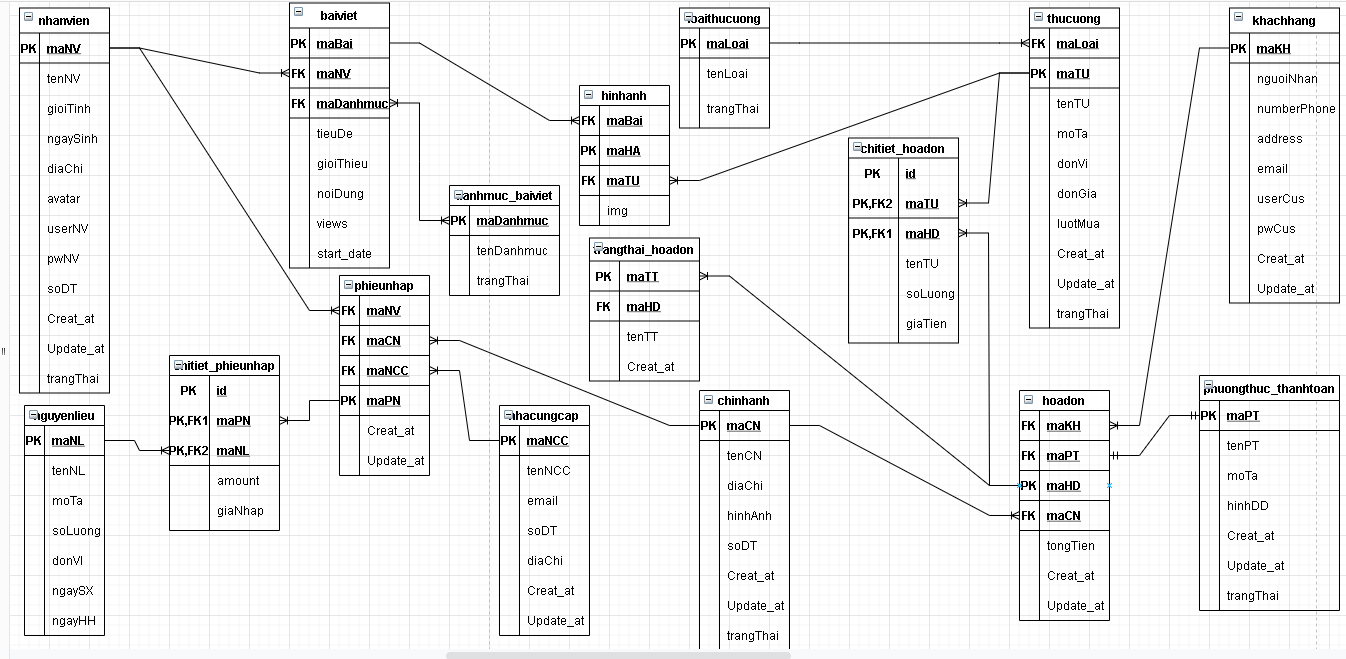 nhanvien
PK maNV
tenNV
gioiTinh
ngaySinh
diaChi
avatar
userNV
pwNV
soDT
Creat_at
Update_at
trangThai
baiviet
PK maBai
FK maNV
FK maDanhmuc
tieuDe
gioiThieu
noiDung
views
start_date
hinhanh
FK maBai
PK maHA
FK maTU
img
PK maLoai
tenLoai
trangThai
thucuong
FK maLoai
PK maTU
tenTU
moTa
donVi
donGia
luotMua
Creat_at
Update_at
trangThai
khachhang
PK maKH
nguoiNhan
numberPhone
address
email
userCus
pwCus
Creat_at
Update_at
chitiet_hoadon
PK id
PK,FK2 maTU
PK,FK1 maHD
tenTU
soLuong
giaTien
PK maDanhmuc
tenDanhmuc
trangThai
PK maTT
FK maHD
tenTT
Creat_at
phieunhap
FK maNV
FK maCN
FK maNCC
PK maPN
Creat_at
Update_at
PK id
PK,FK1 maPN
PK,FK2 maNL
amount
giaNhap
nguyenlieu
PK maNL
tenNL
moTa
soLuong
donVI
ngaySX
ngayHH
nhacungcap
PK maNCC
tenNCC
email
soDT
diaChi
Creat_at
Update_at
chinhanh
PK maCN
tenCN
diaChi
hinhAnh
soDT
Creat_at
Update_at
trangThai
hoadon
FK maKH
FK maPT
PK maHD
FK maCN
tongTien
Creat_at
Update_at
phuongthuc_thanhtoan
PK maPT
tenPT
moTa
hinhDD
Creat_at
Update_at
trangThai